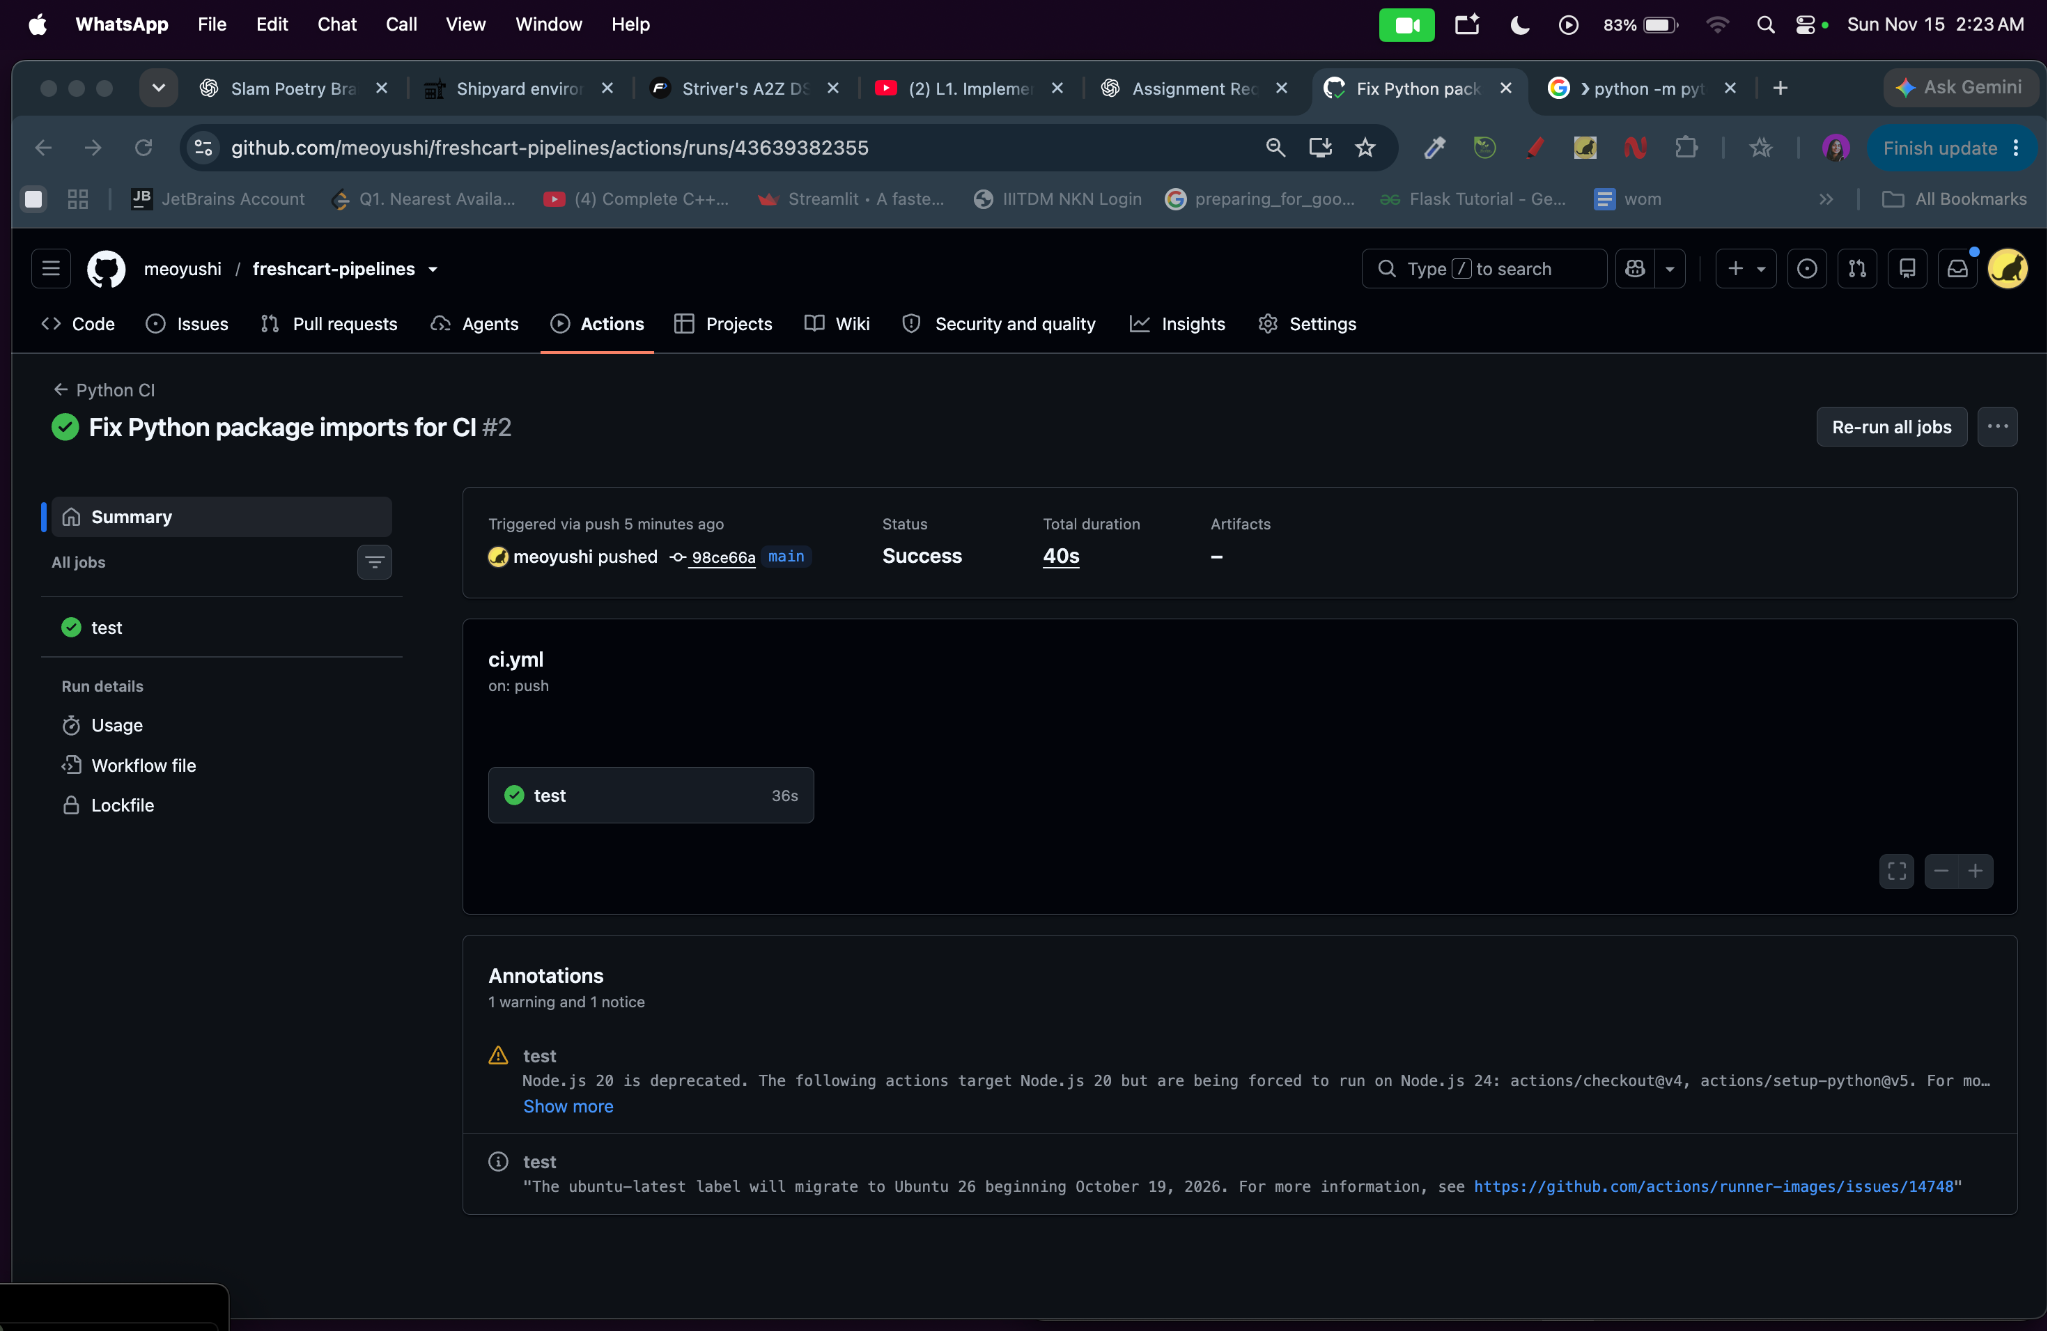 WhatsApp File Edit Chat Call View Window Help 83% Sun Nov 15 2:23 AM
Slam Poetry Bra Shipyard enviro Striver's A2Z DS (2) L1. Implemen Assignment Rec Fix Python pack ❯ python -m pyt Ask Gemini
github.com/meoyushi/freshcart-pipelines/actions/runs/43639382355 Finish update
JB JetBrains Account Q1. Nearest Availa... (4) Complete C++... Streamlit • A faste... IIITDM NKN Login preparing_for_goo... Flask Tutorial - Ge... wom » All Bookmarks
meoyushi / freshcart-pipelines Type / to search
Code Issues Pull requests Agents Actions Projects Wiki Security and quality Insights Settings
← Python CI
Fix Python package imports for CI #2 Re-run all jobs
Summary
All jobs
test
Run details
Usage
Workflow file
Lockfile
Triggered via push 5 minutes ago Status Total duration Artifacts
meoyushi pushed 98ce66a main Success 40s –
ci.yml
on: push
test 36s
Annotations
1 warning and 1 notice
test
Node.js 20 is deprecated. The following actions target Node.js 20 but are being forced to run on Node.js 24: actions/checkout@v4, actions/setup-python@v5. For mo…
Show more
test
"The ubuntu-latest label will migrate to Ubuntu 26 beginning October 19, 2026. For more information, see https://github.com/actions/runner-images/issues/14748"